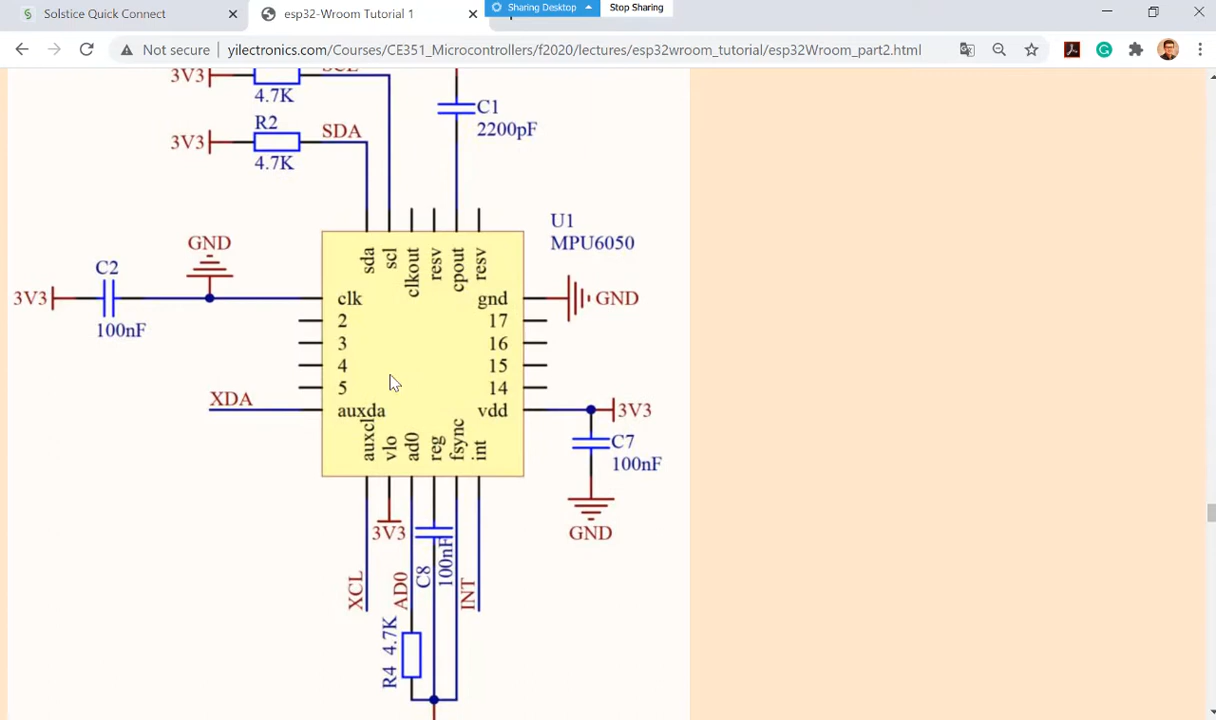 Solstice Quick Connect
esp32-Wroom Tutorial 1
Sharing Desktop
Stop Sharing
Not secure
yilectronics.com/Courses/CE351_Microcontrollers/f2020/lectures/esp32wroom_tutorial/esp32Wroom_part2.html
3V3
SCL
4.7K
C1
2200pF
R2
3V3
SDA
4.7K
U1
MPU6050
GND
C2
3V3
100nF
sda
scl
clkout
resv
cpout
resv
clk
gnd
GND
2
17
3
16
4
15
5
14
XDA
auxda
vdd
3V3
auxcl
vlo
ad0
reg
fsync
int
C7
100nF
GND
3V3
XCL
AD0
C8
100nF
INT
R4 4.7K